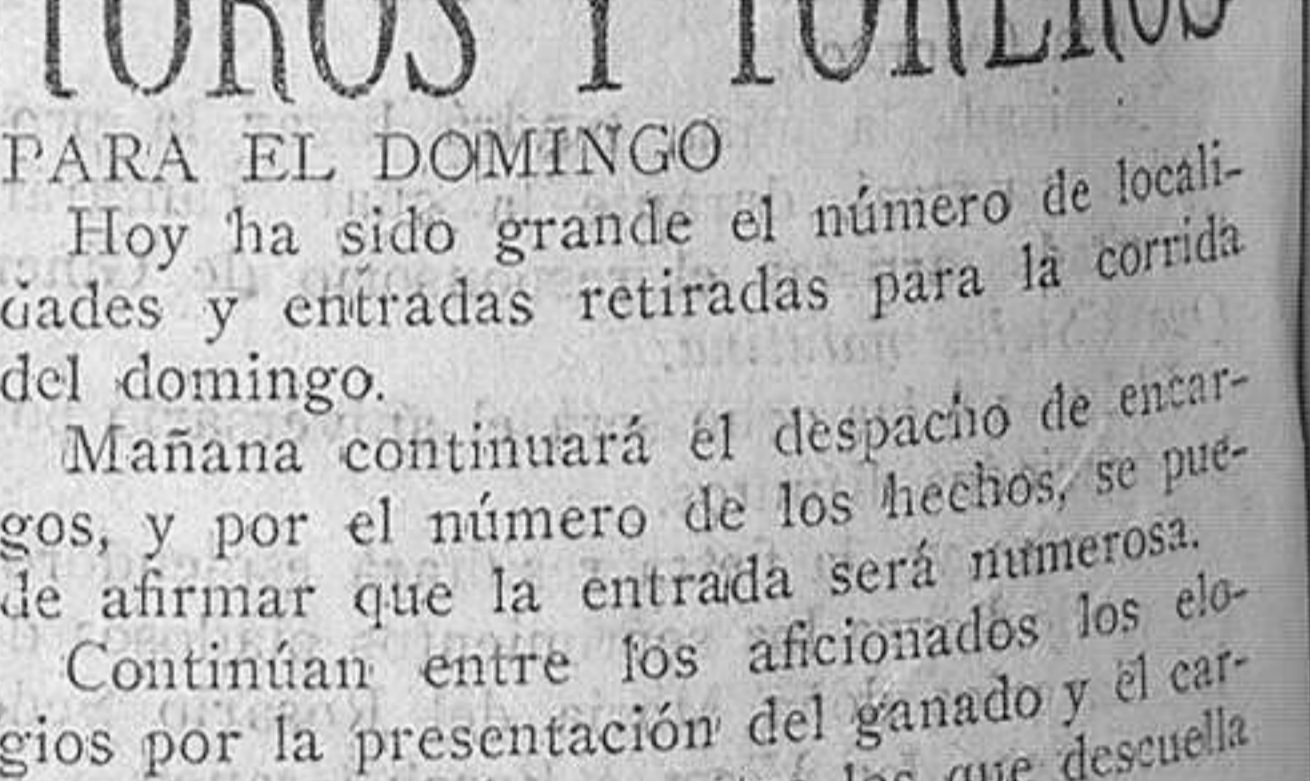 TOROS Y TOREROS
PARA EL DOMINGO
Hoy ha sido grande el número de locali-
dades y entradas retiradas para la corrida
del domingo.
Mañana continuará el despacho de encar-
gos, y por el número de los hechos, se pue-
de afirmar que la entrada será numerosa.
Continúan entre los aficionados los elo-
gios por la presentación del ganado y el car-
los que descuella